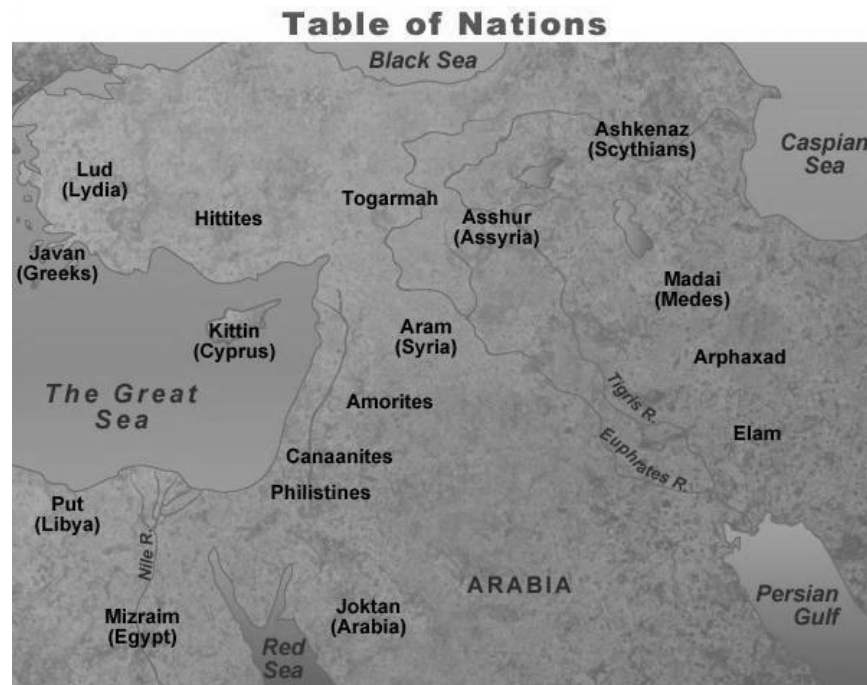 Table of Nations
Black Sea
Ashkenaz
(Scythians)
Caspian
Sea
Lud
(Lydia)
Togarmah
Hittites
Asshur
(Assyria)
Javan
(Greeks)
Madai
(Medes)
Kittin
(Cyprus)
Aram
(Syria)
Arphaxad
The Great
Sea
Tigris R.
Amorites
Elam
Euphrates R.
Canaanites
Philistines
Put
(Libya)
Nile R.
ARABIA
Mizraim
(Egypt)
Joktan
(Arabia)
Persian
Gulf
Red
Sea